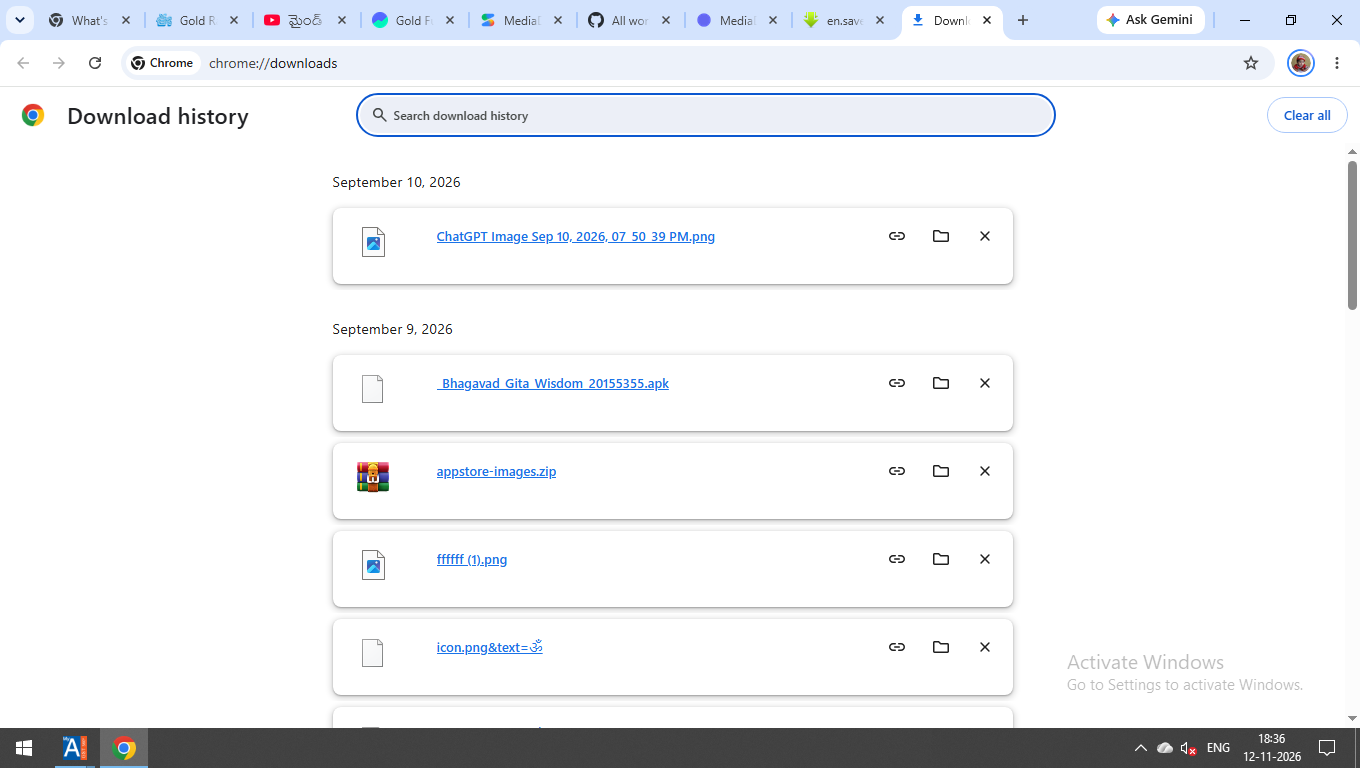 What's
Gold R
మైండ్
Gold F
Media
All wor
Media
en.save
Downl
Ask Gemini
Chrome
chrome://downloads
Download history
Search download history
Clear all
September 10, 2026
ChatGPT Image Sep 10, 2026, 07_50_39 PM.png
September 9, 2026
_Bhagavad_Gita_Wisdom_20155355.apk
appstore-images.zip
ffffff (1).png
icon.png&text=ॐ
Activate Windows
Go to Settings to activate Windows.
ENG
18:36
12-11-2026